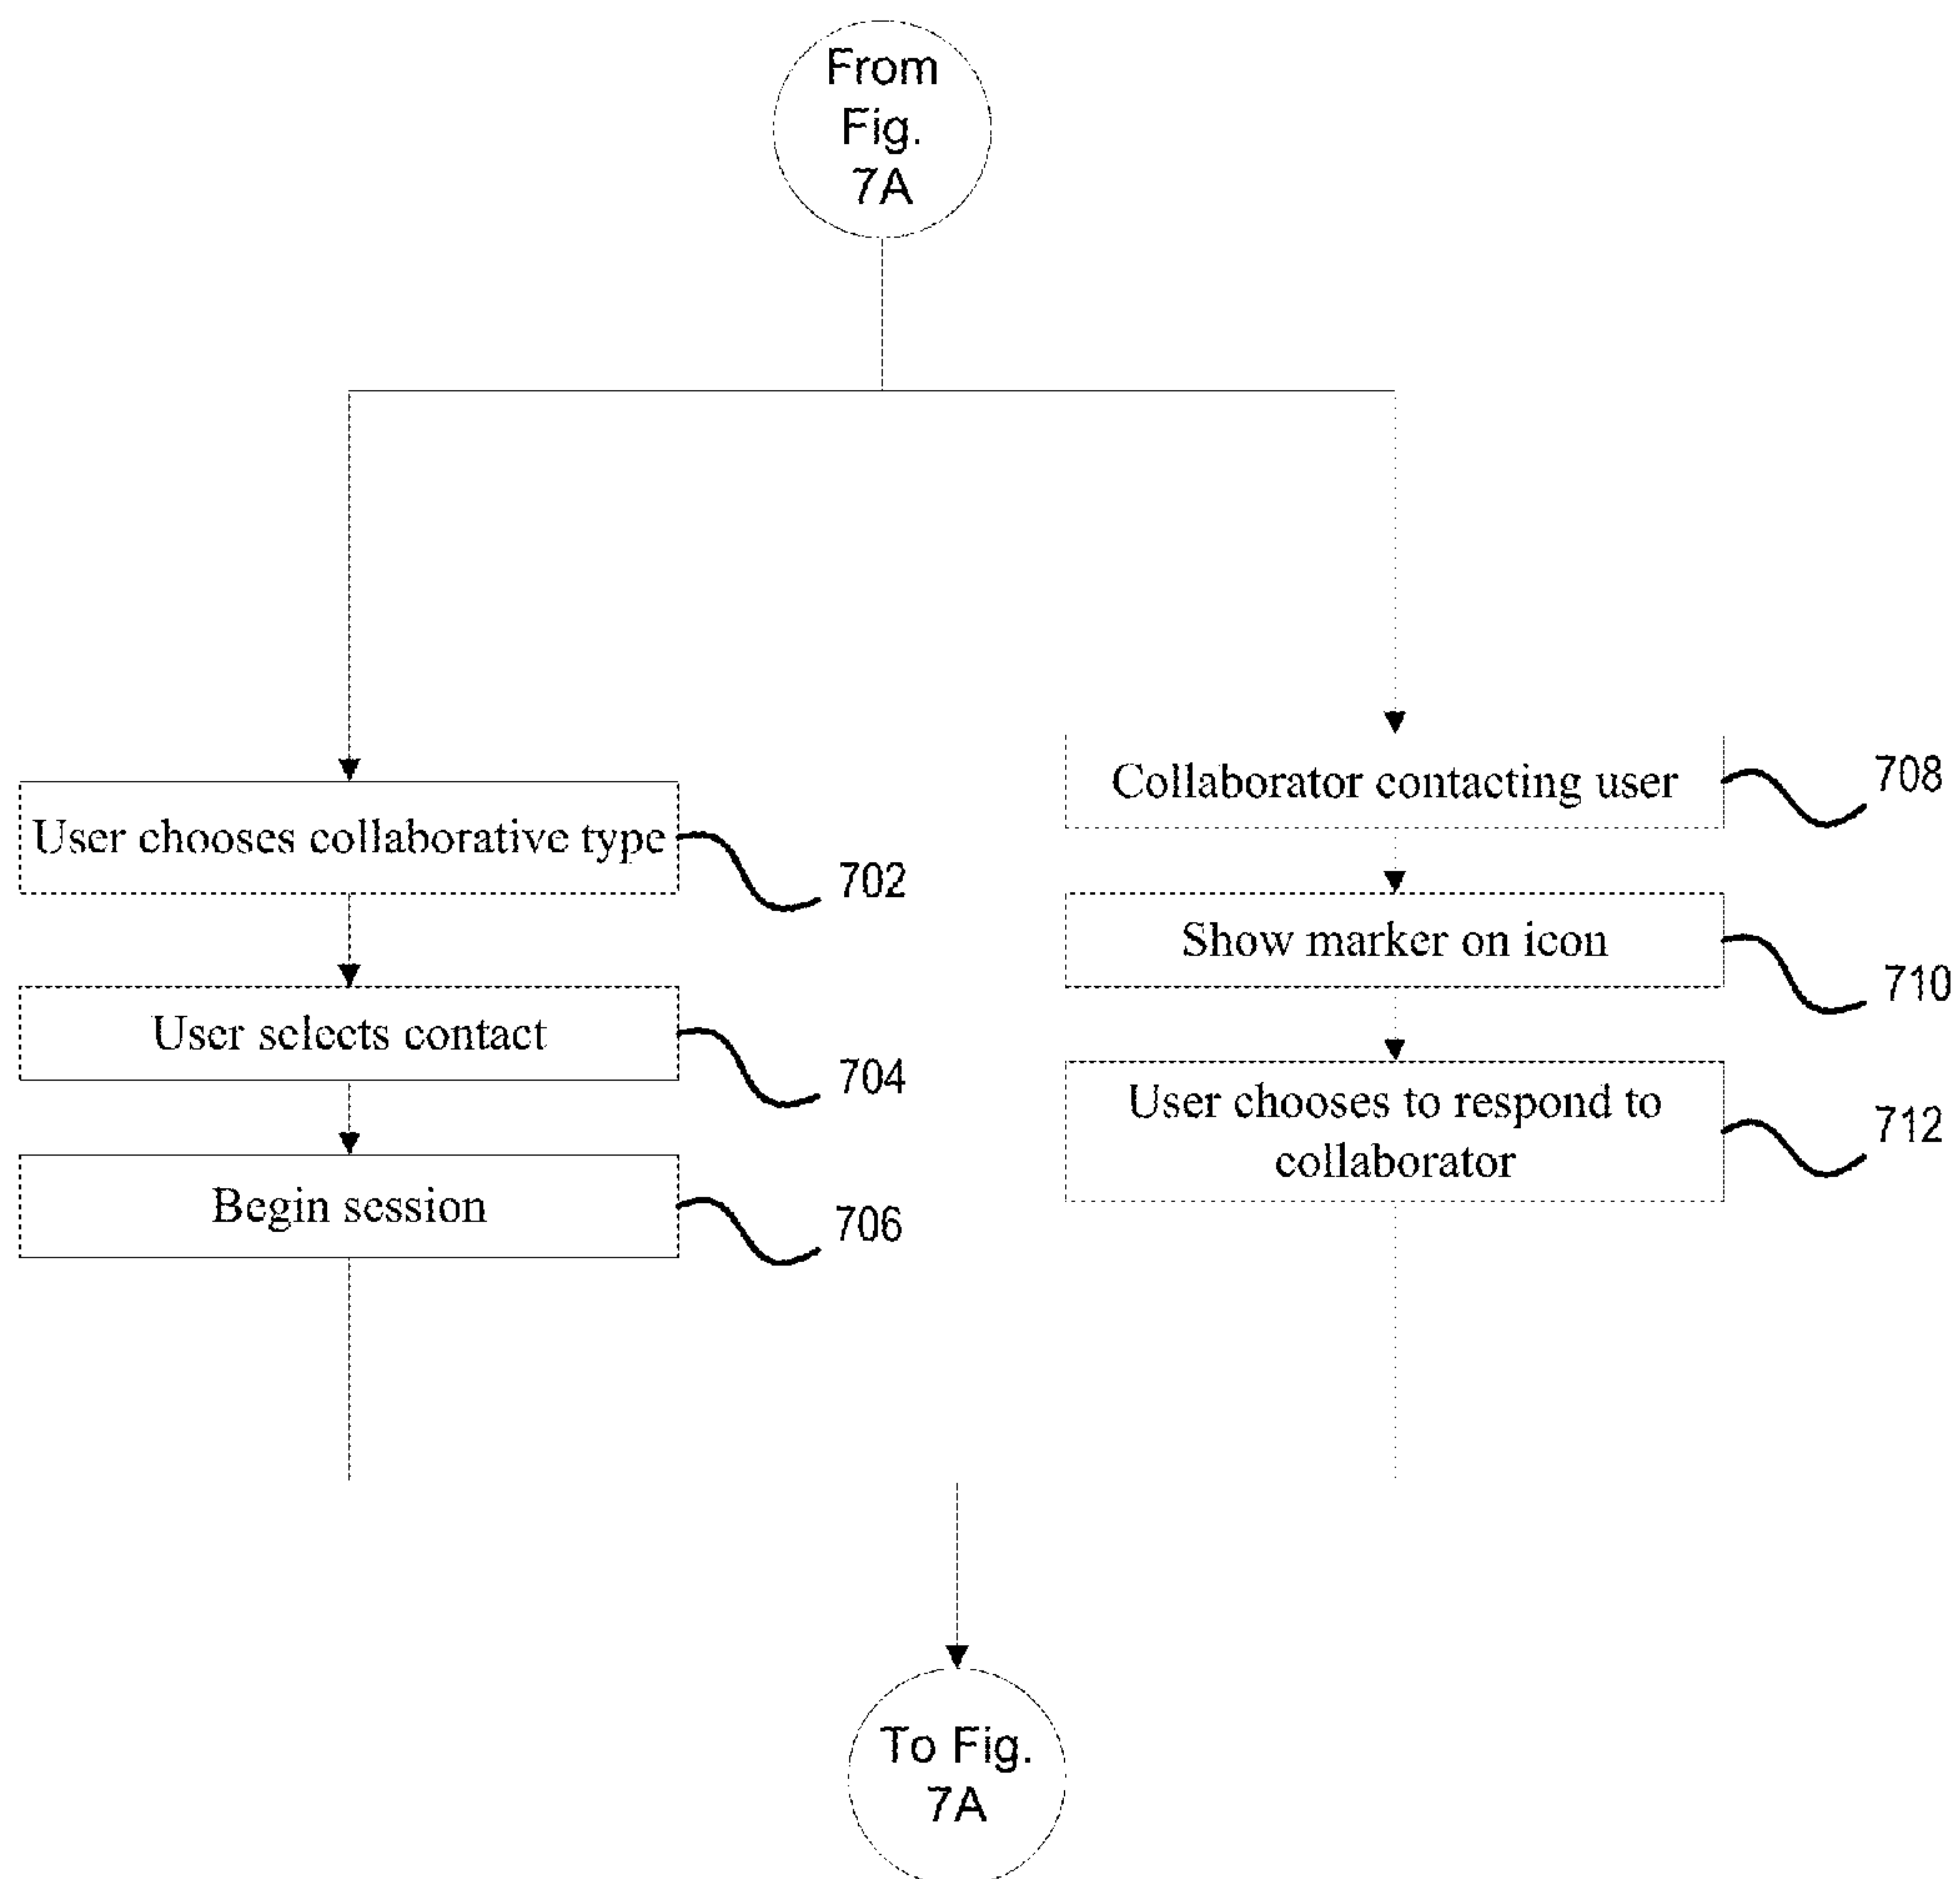 From
Fig.
7A
User chooses collaborative type
702
User selects contact
704
Begin session
706
Collaborator contacting user
708
Show marker on icon
710
User chooses to respond to
collaborator
712
To Fig.
7A